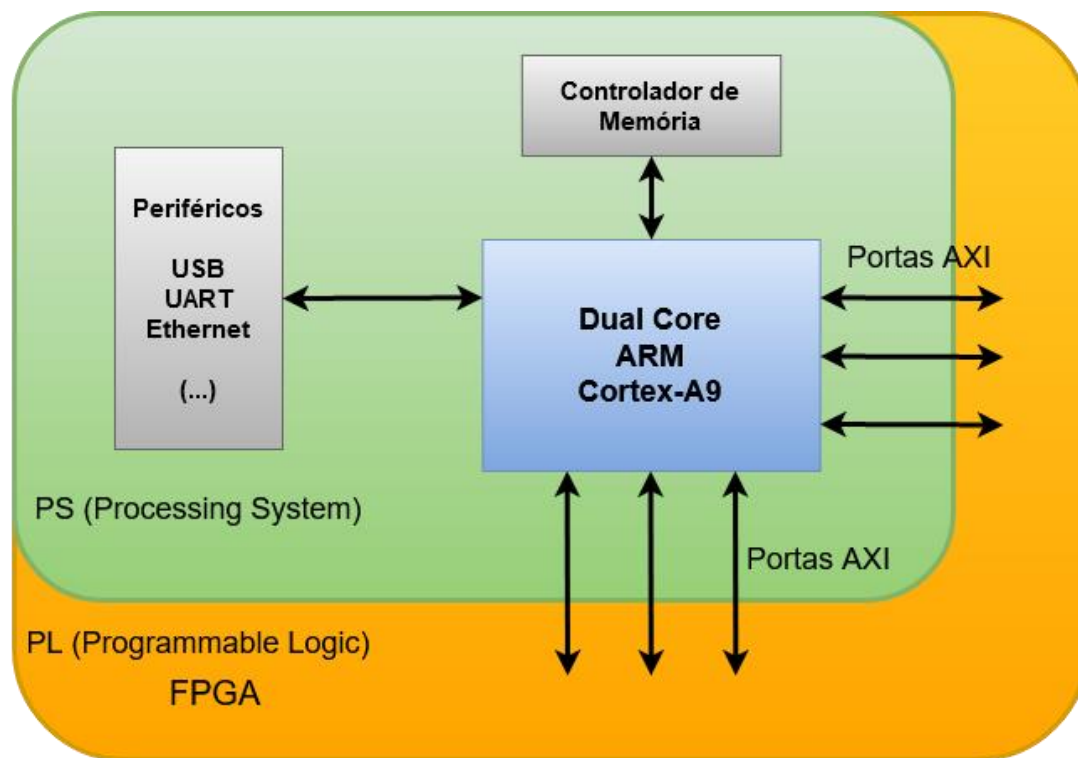 Controlador de
Memória
Periféricos
USB
UART
Ethernet
(...)
Portas AXI
Dual Core
ARM
Cortex-A9
PS (Processing System)
Portas AXI
PL (Programmable Logic)
FPGA